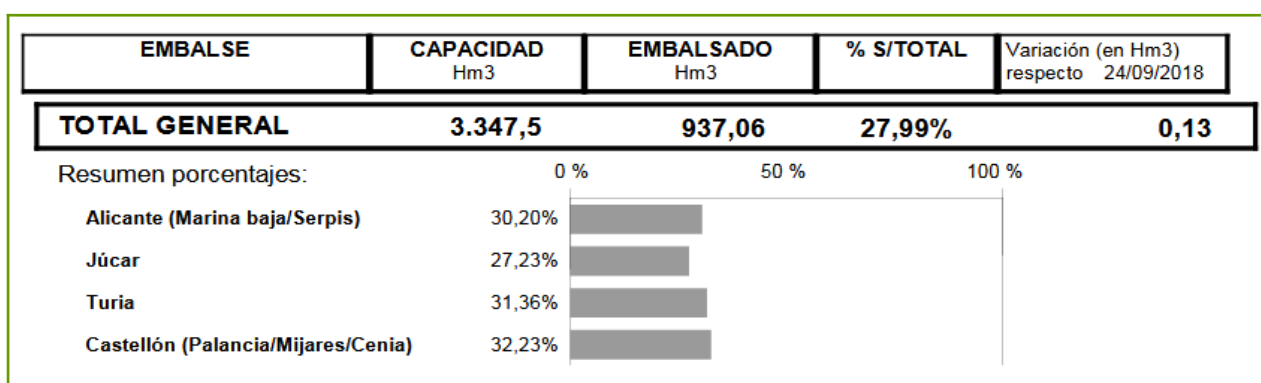 EMBALSE CAPACIDAD EMBALSADO % S/TOTAL Variación (en Hm3)
Hm3 Hm3 respecto 24/09/2018
TOTAL GENERAL 3.347,5 937,06 27,99% 0,13
Resumen porcentajes: 0 % 50 % 100 %
Alicante (Marina baja/Serpis) 30,20%
Júcar 27,23%
Turia 31,36%
Castellón (Palancia/Mijares/Cenia) 32,23%